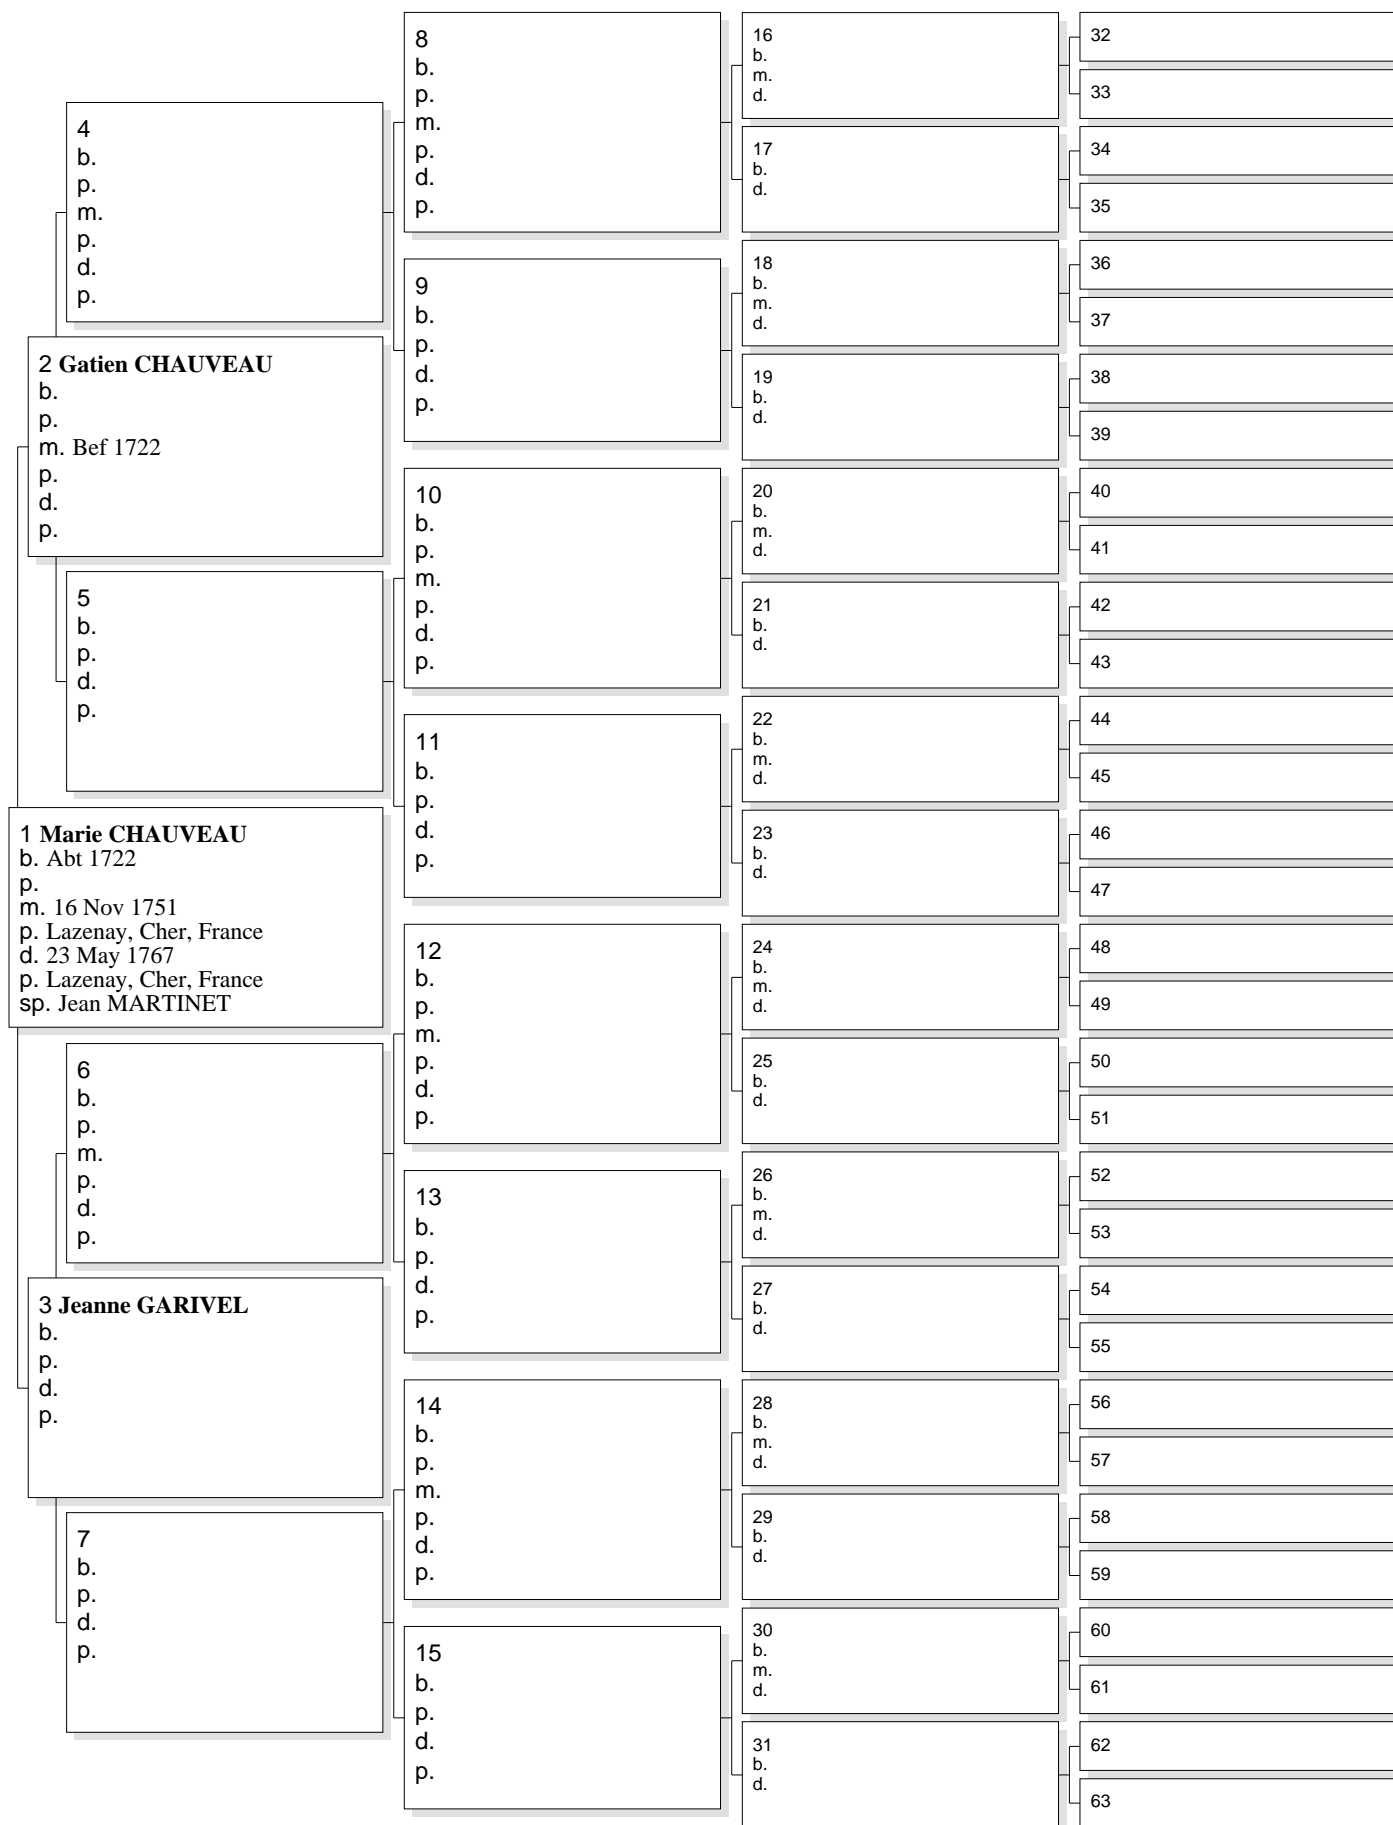 4
b.
p.
m.
p.
d.
p.
2 Gatien CHAUVEAU
b.
p.
m. Bef 1722
p.
d.
p.
5
b.
p.
d.
p.
1 Marie CHAUVEAU
b. Abt 1722
p.
m. 16 Nov 1751
p. Lazenay, Cher, France
d. 23 May 1767
p. Lazenay, Cher, France
sp. Jean MARTINET
6
b.
p.
m.
p.
d.
p.
3 Jeanne GARIVEL
b.
p.
d.
p.
7
b.
p.
d.
p.
8
b.
p.
m.
p.
d.
p.
9
b.
p.
d.
p.
10
b.
p.
m.
p.
d.
p.
11
b.
p.
d.
p.
12
b.
p.
m.
p.
d.
p.
13
b.
p.
d.
p.
14
b.
p.
m.
p.
d.
p.
15
b.
p.
d.
p.
16
b.
m.
d.
17
b.
d.
18
b.
m.
d.
19
b.
d.
20
b.
m.
d.
21
b.
d.
22
b.
m.
d.
23
b.
d.
24
b.
m.
d.
25
b.
d.
26
b.
m.
d.
27
b.
d.
28
b.
m.
d.
29
b.
d.
30
b.
m.
d.
31
b.
d.
32
33
34
35
36
37
38
39
40
41
42
43
44
45
46
47
48
49
50
51
52
53
54
55
56
57
58
59
60
61
62
63